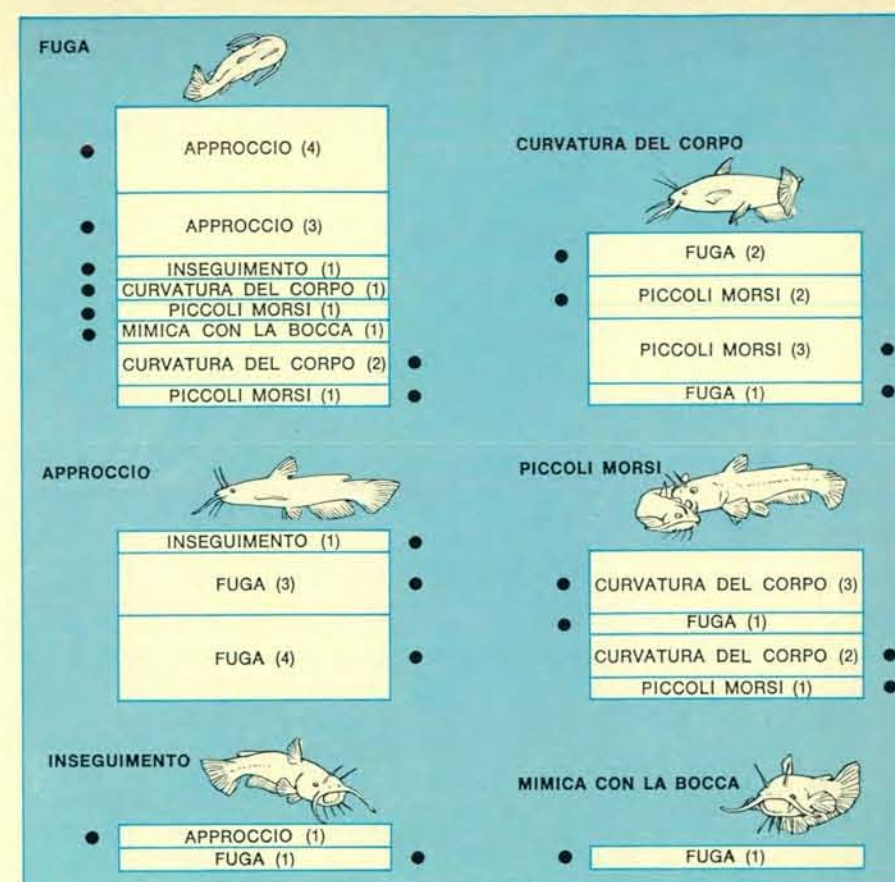 FUGA
APPROCCIO (4)
APPROCCIO (3)
INSEGUIMENTO (1)
CURVATURA DEL CORPO (1)
PICCOLI MORSI (1)
MIMICA CON LA BOCCA (1)
CURVATURA DEL CORPO (2)
PICCOLI MORSI (1)
APPROCCIO
INSEGUIMENTO (1)
FUGA (3)
FUGA (4)
INSEGUIMENTO
APPROCCIO (1)
FUGA (1)
CURVATURA DEL CORPO
FUGA (2)
PICCOLI MORSI (2)
PICCOLI MORSI (3)
FUGA (1)
PICCOLI MORSI
CURVATURA DEL CORPO (3)
FUGA (1)
CURVATURA DEL CORPO (2)
PICCOLI MORSI (1)
MIMICA CON LA BOCCA
FUGA (1)